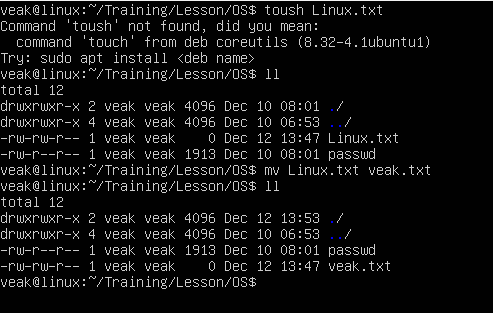 veak@linux:~/Training/Lesson/OS$ toush Linux.txt
Command 'toush' not found, did you mean:
  command 'touch' from deb coreutils (8.32-4.1ubuntu1)
Try: sudo apt install <deb name>
veak@linux:~/Training/Lesson/OS$ ll
total 12
drwxrwxr-x 2 veak veak 4096 Dec 10 08:01 ./
drwxrwxr-x 4 veak veak 4096 Dec 10 06:53 ../
-rw-rw-r-- 1 veak veak    0 Dec 12 13:47 Linux.txt
-rw-r--r-- 1 veak veak 1913 Dec 10 08:01 passwd
veak@linux:~/Training/Lesson/OS$ mv Linux.txt veak.txt
veak@linux:~/Training/Lesson/OS$ ll
total 12
drwxrwxr-x 2 veak veak 4096 Dec 12 13:53 ./
drwxrwxr-x 4 veak veak 4096 Dec 10 06:53 ../
-rw-r--r-- 1 veak veak 1913 Dec 10 08:01 passwd
-rw-rw-r-- 1 veak veak    0 Dec 12 13:47 veak.txt
veak@linux:~/Training/Lesson/OS$